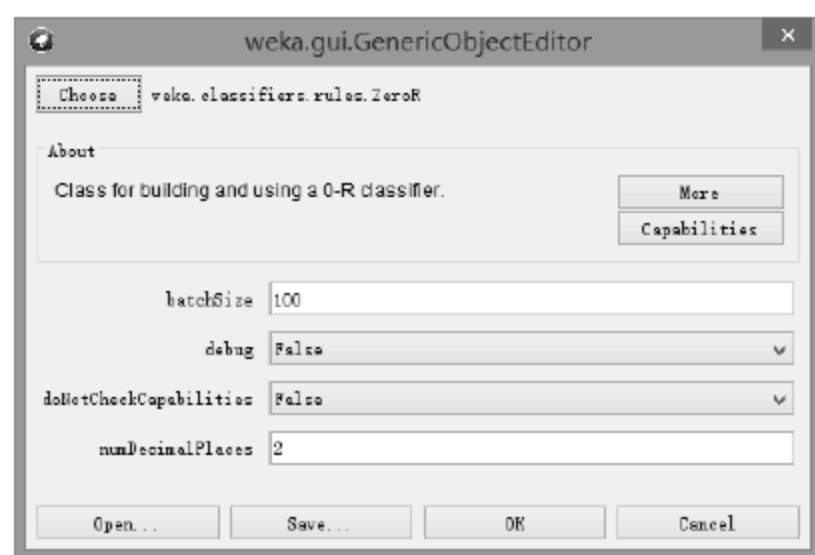 weka.gui.GenericObjectEditor
Choose weka.classifiers.rules.ZeroR
About
Class for building and using a 0-R classifier.
More
Capabilities
batchSize 100
debug False
doNotCheckCapabilities False
numDecimalPlaces 2
Open... Save... OK Cancel